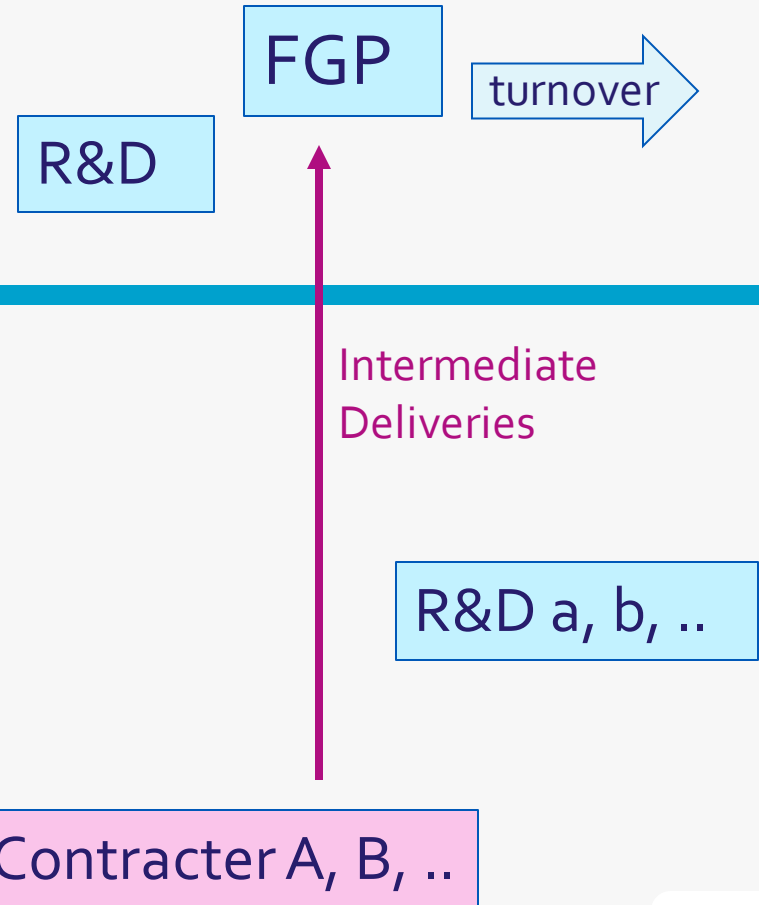 FGP
turnover
R&D
Intermediate
Deliveries
R&D a, b, ..
Contracter A, B, ..